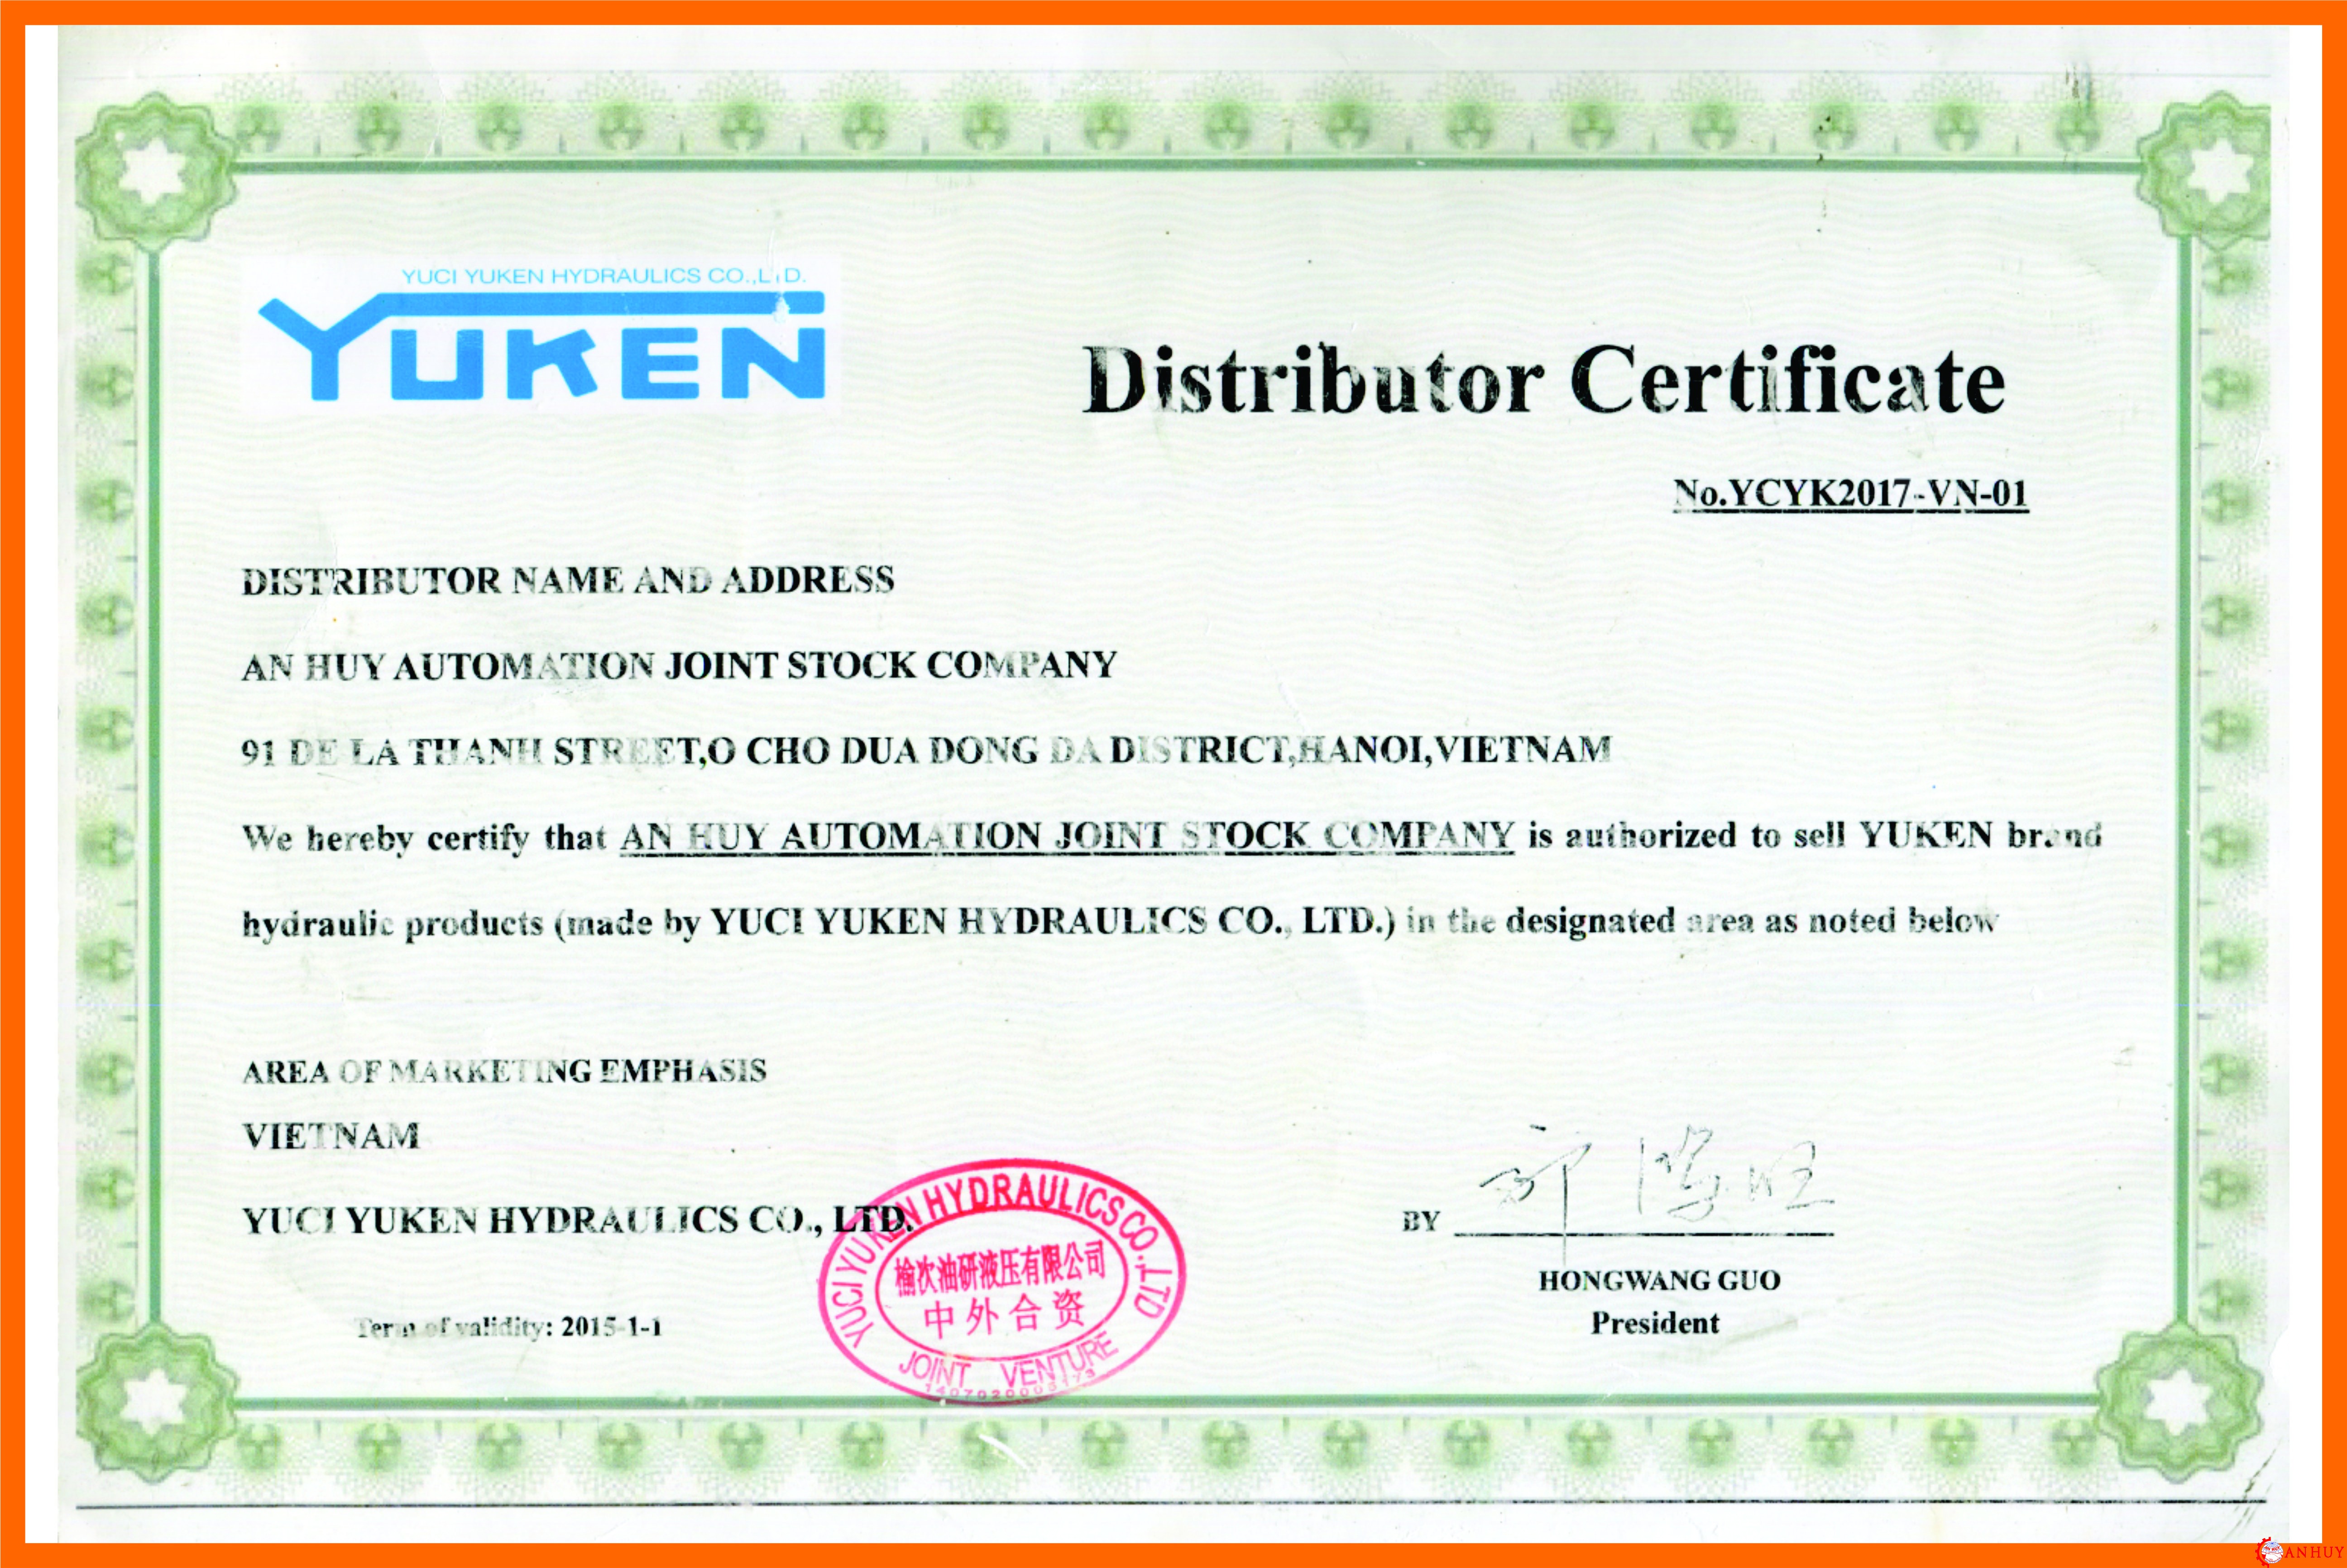 YUCI YUKEN HYDRAULICS CO.,LTD.
YUKEN
Distributor Certificate
No.YCYK2017-VN-01
DISTRIBUTOR NAME AND ADDRESS
AN HUY AUTOMATION JOINT STOCK COMPANY
91 DE LA THANH STREET,O CHO DUA DONG DA DISTRICT,HANOI,VIETNAM
We hereby certify that AN HUY AUTOMATION JOINT STOCK COMPANY is authorized to sell YUKEN brand
hydraulic products (made by YUCI YUKEN HYDRAULICS CO., LTD.) in the designated area as noted below
AREA OF MARKETING EMPHASIS
VIETNAM
YUCI YUKEN HYDRAULICS CO., LTD.
BY
HONGWANG GUO
President
Term of validity: 2015-1-1
YUCI YUKEN HYDRAULICS CO.,LTD
榆次油研液压有限公司
中外合资
JOINT VENTURE
ANHUY